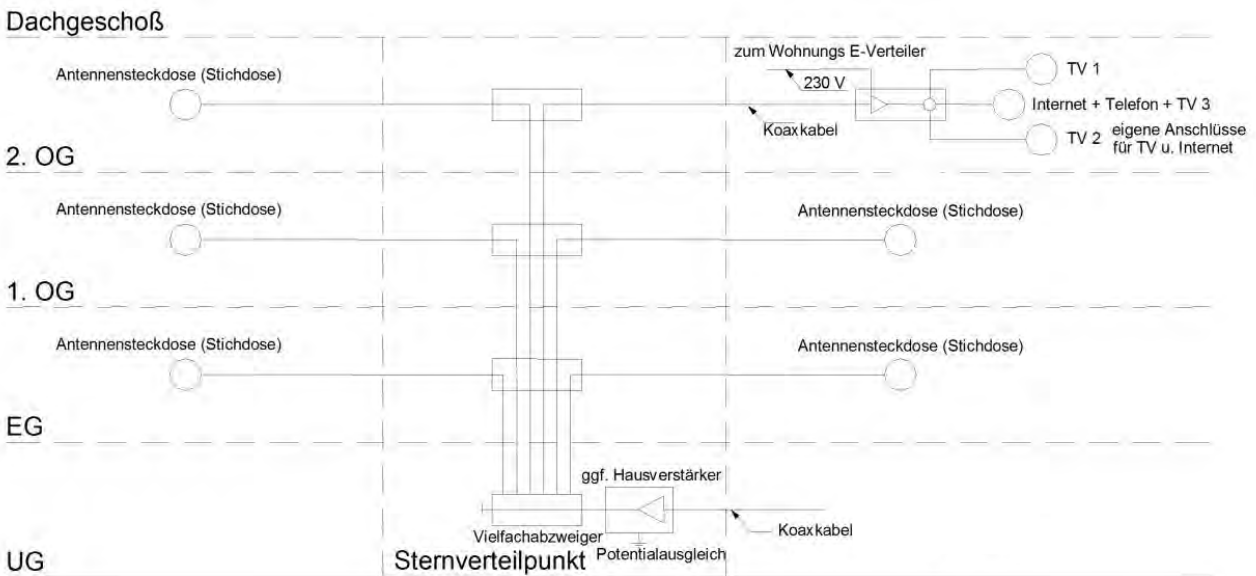 Dachgeschoß
zum Wohnungs E-Verteiler
Antennensteckdose (Stichdose)
TV 1
230 V
Internet + Telefon + TV 3
Koaxkabel
TV 2
eigene Anschlüsse
für TV u. Internet
2. OG
Antennensteckdose (Stichdose)
Antennensteckdose (Stichdose)
1. OG
Antennensteckdose (Stichdose)
Antennensteckdose (Stichdose)
EG
ggf. Hausverstärker
Koaxkabel
Vielfachabzweiger
Potentialausgleich
UG
Sternverteilpunkt